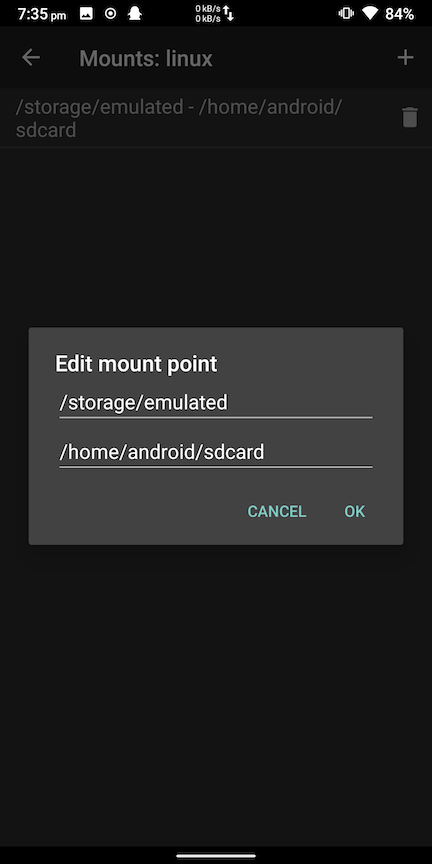 7:35 pm
0 kB/s
0 kB/s
84%
Mounts: linux
/storage/emulated - /home/android/
sdcard
Edit mount point
/storage/emulated
/home/android/sdcard
CANCEL
OK